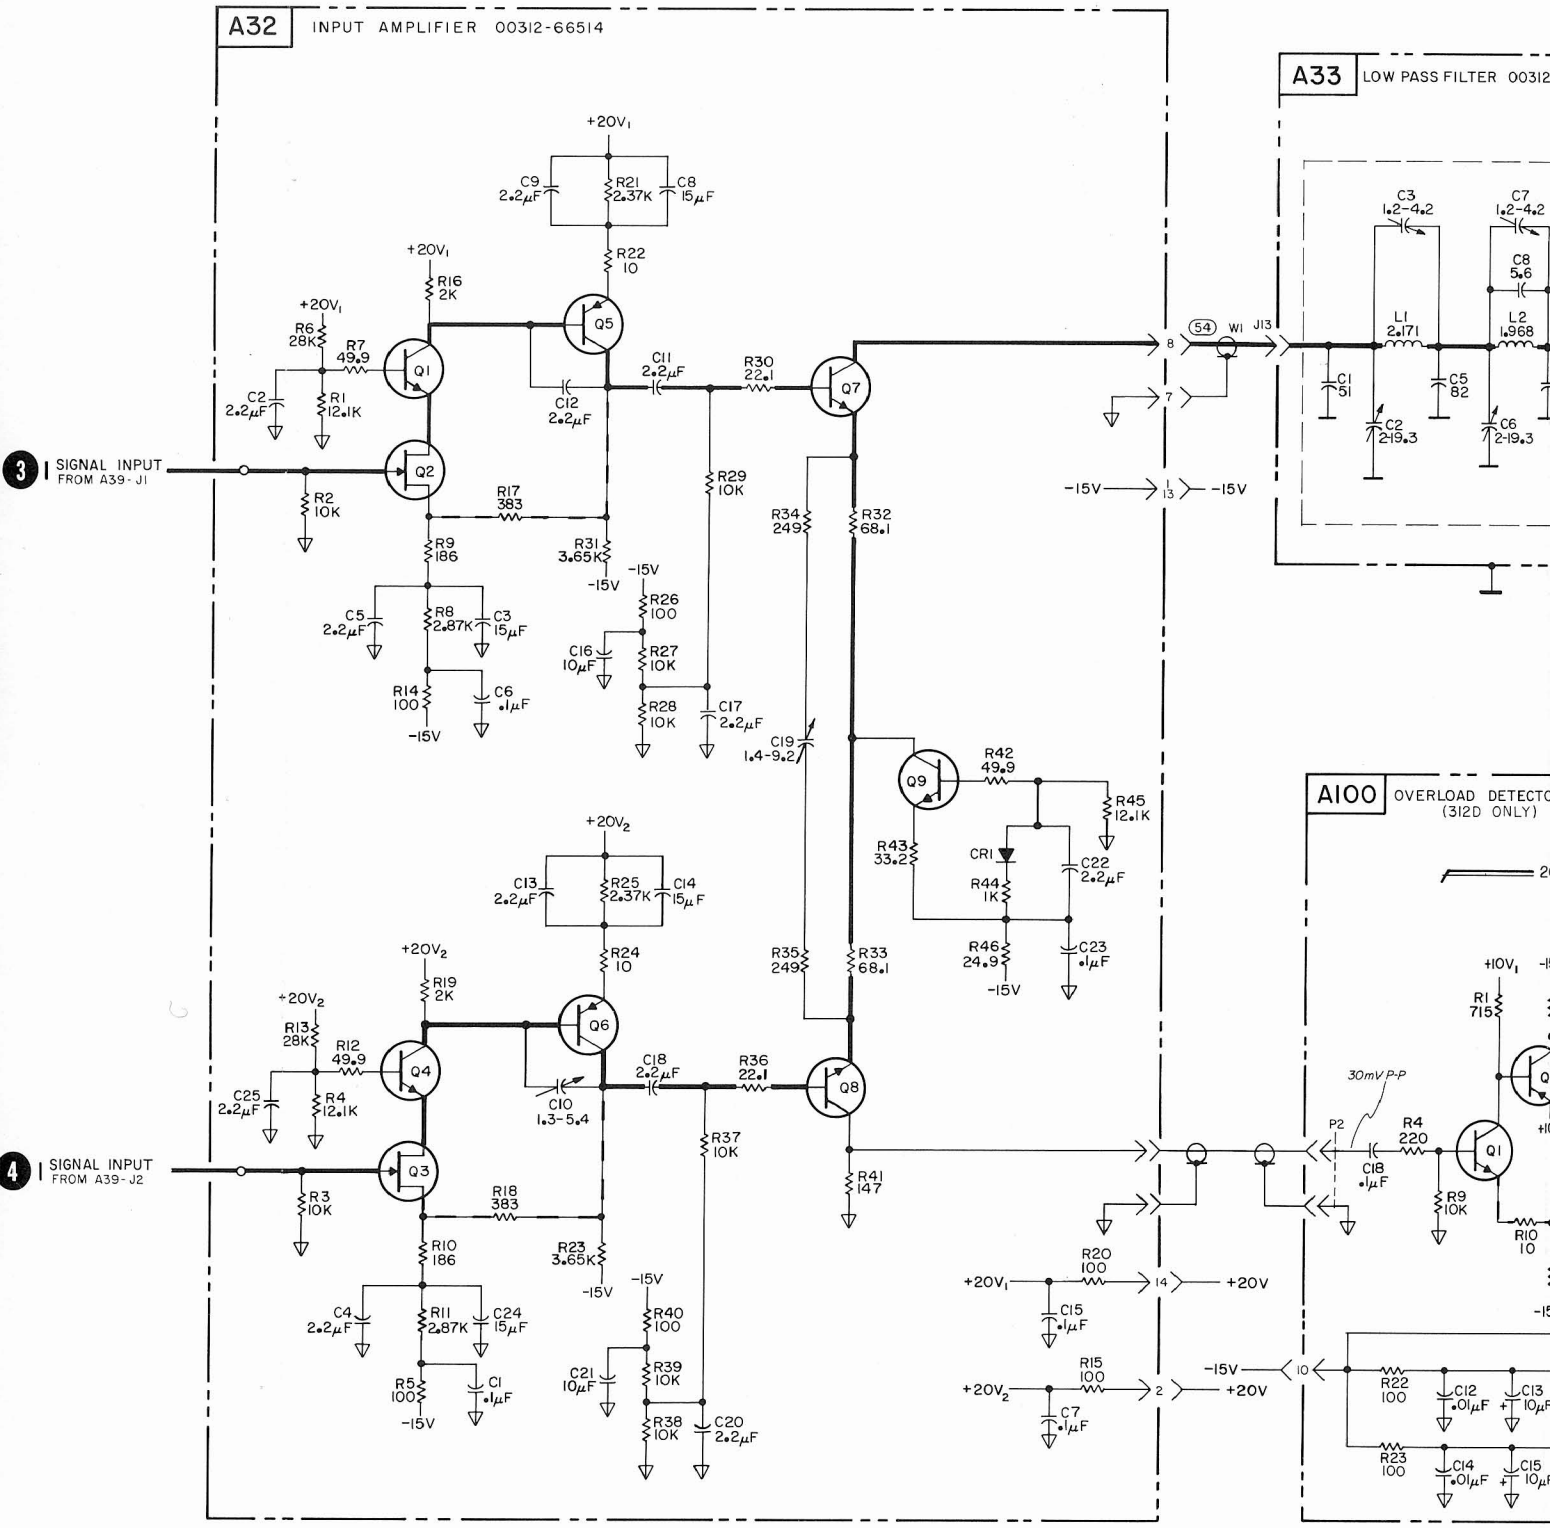 A32 INPUT AMPLIFIER 00312-66514
A33 LOW PASS FILTER 00312
+20V₁
C9
2.2µF
R21
2.37K
C8
15µF
R22
10
+20V₁
R16
2K
+20V₁
R6
28K
R7
49.9
Q1
Q5
C2
2.2µF
R1
12.1K
C12
2.2µF
C11
2.2µF
R30
22.1
Q7
8
54
W1
J13
7
C3
1.2-4.2
C7
1.2-4.2
C8
5.6
L1
2.171
L2
1.968
C1
51
C5
82
C2
2-19.3
C6
2-19.3
3
SIGNAL INPUT
FROM A39-J1
Q2
R2
10K
R17
383
R29
10K
-15V
1
13
-15V
R9
186
R31
3.65K
-15V
R34
249
R32
68.1
C5
2.2µF
R8
2.87K
C3
15µF
-15V
R26
100
C16
10µF
R27
10K
R14
100
C6
.1µF
-15V
R28
10K
C17
2.2µF
C19
1.4-9.2
Q9
R42
49.9
R45
12.1K
A100 OVERLOAD DETECTO
(312D ONLY)
+20V₂
R43
33.2
CR1
C22
2.2µF
R44
1K
20
C13
2.2µF
R25
2.37K
C14
15µF
R24
10
+20V₂
R19
2K
R35
249
R33
68.1
R46
24.9
-15V
C23
.1µF
+10V₁
-1
R1
715
+20V₂
R13
28K
R12
49.9
Q4
Q6
C25
2.2µF
R4
12.1K
C10
1.3-5.4
C18
2.2µF
R36
22.1
Q8
30mV P-P
Q
+10
P2
R4
220
Q1
C18
.1µF
4
SIGNAL INPUT
FROM A39-J2
Q3
R3
10K
R18
383
R37
10K
R41
147
R9
10K
R10
10
R10
186
R23
3.65K
-15V
C4
2.2µF
R11
2.87K
C24
15µF
-15V
R40
100
+20V₁
R20
100
14
+20V
C15
.1µF
-15
R5
100
C1
.1µF
-15V
C21
10µF
R39
10K
R38
10K
C20
2.2µF
+20V₂
R15
100
2
+20V
C7
.1µF
-15V
10
R22
100
C12
.01µF
+
C13
10µF
R23
100
C14
.01µF
+
C15
10µF